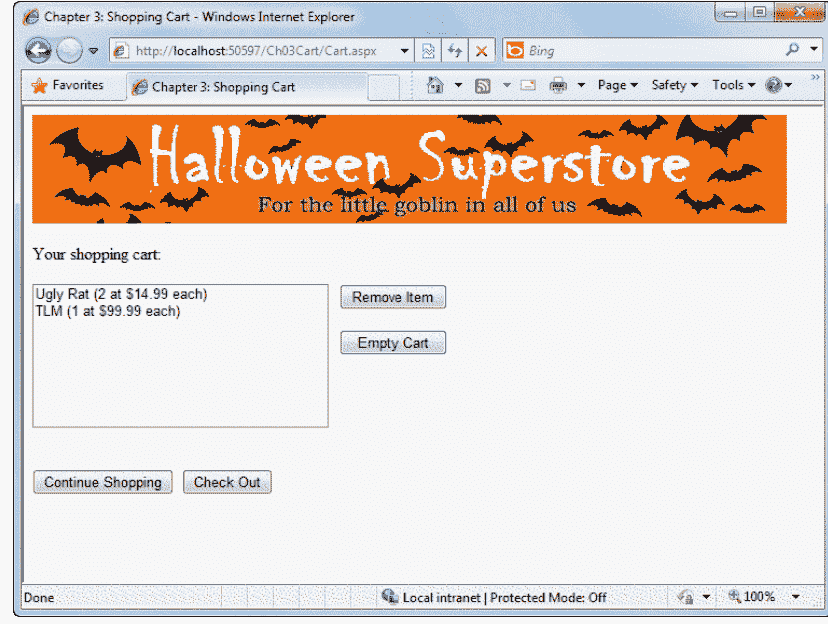 Chapter 3: Shopping Cart - Windows Internet Explorer
http://localhost:50597/Ch03Cart/Cart.aspx
Bing
Favorites
Chapter 3: Shopping Cart
Page
Safety
Tools
»
Halloween Superstore
For the little goblin in all of us
Your shopping cart:
Ugly Rat (2 at $14.99 each)
TLM (1 at $99.99 each)
Remove Item
Empty Cart
Continue Shopping
Check Out
Done
Local intranet | Protected Mode: Off
100%